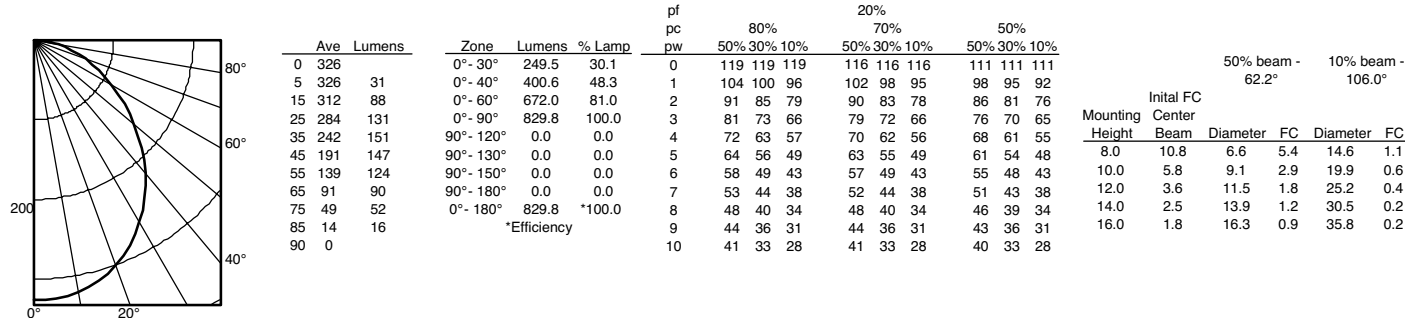 80°
60°
200
40°
0° 20°
Ave Lumens
0 326
5 326 31
15 312 88
25 284 131
35 242 151
45 191 147
55 139 124
65 91 90
75 49 52
85 14 16
90 0
Zone Lumens % Lamp
0°- 30° 249.5 30.1
0°- 40° 400.6 48.3
0°- 60° 672.0 81.0
0°- 90° 829.8 100.0
90°- 120° 0.0 0.0
90°- 130° 0.0 0.0
90°- 150° 0.0 0.0
90°- 180° 0.0 0.0
0°- 180° 829.8 *100.0
*Efficiency
pf 20%
pc 80% 70% 50%
pw 50% 30% 10% 50% 30% 10% 50% 30% 10%
0 119 119 119 116 116 116 111 111 111
1 104 100 96 102 98 95 98 95 92
2 91 85 79 90 83 78 86 81 76
3 81 73 66 79 72 66 76 70 65
4 72 63 57 70 62 56 68 61 55
5 64 56 49 63 55 49 61 54 48
6 58 49 43 57 49 43 55 48 43
7 53 44 38 52 44 38 51 43 38
8 48 40 34 48 40 34 46 39 34
9 44 36 31 44 36 31 43 36 31
10 41 33 28 41 33 28 40 33 28
50% beam - 10% beam -
62.2° 106.0°
Inital FC
Mounting Center
Height Beam Diameter FC Diameter FC
8.0 10.8 6.6 5.4 14.6 1.1
10.0 5.8 9.1 2.9 19.9 0.6
12.0 3.6 11.5 1.8 25.2 0.4
14.0 2.5 13.9 1.2 30.5 0.2
16.0 1.8 16.3 0.9 35.8 0.2